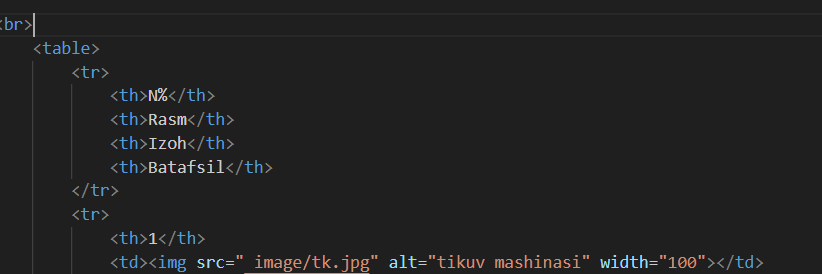 <br>
<table>
<tr>
<th>N%</th>
<th>Rasm</th>
<th>Izoh</th>
<th>Batafsil</th>
</tr>
<tr>
<th>1</th>
<td><img src=" image/tk.jpg" alt="tikuv mashinasi" width="100"></td>